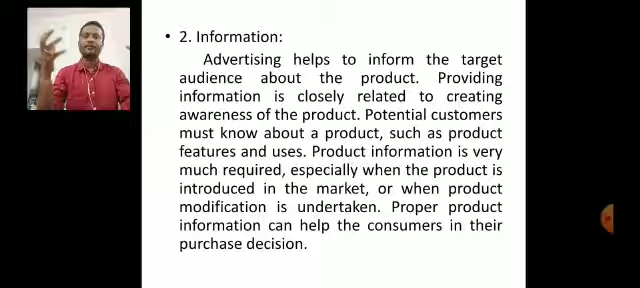 • 2. Information:
Advertising helps to inform the target
audience about the product. Providing
information is closely related to creating
awareness of the product. Potential customers
must know about a product, such as product
features and uses. Product information is very
much required, especially when the product is
introduced in the market, or when product
modification is undertaken. Proper product
information can help the consumers in their
purchase decision.